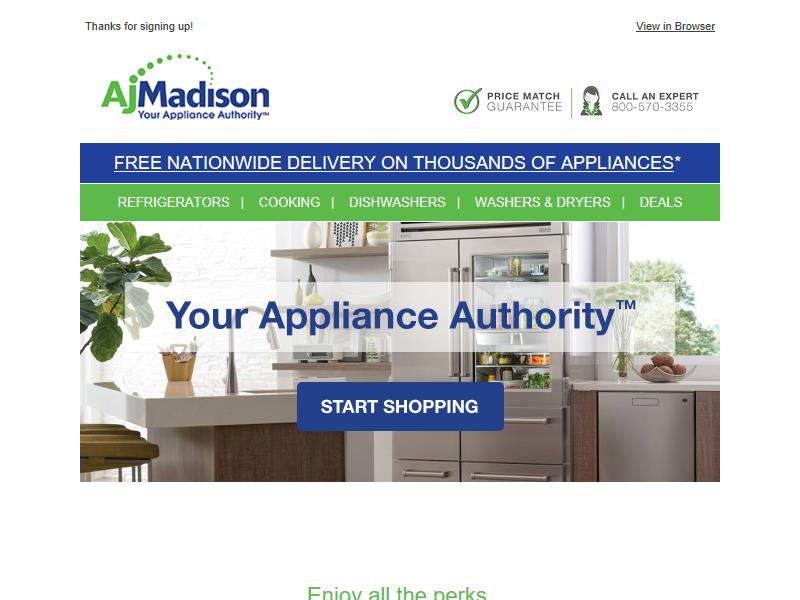 Thanks for signing up!
View in Browser
AjMadison
Your Appliance Authority™
PRICE MATCH
GUARANTEE
CALL AN EXPERT
800-570-3355
FREE NATIONWIDE DELIVERY ON THOUSANDS OF APPLIANCES*
REFRIGERATORS | COOKING | DISHWASHERS | WASHERS & DRYERS | DEALS
Your Appliance Authority™
START SHOPPING
Enjoy all the perks